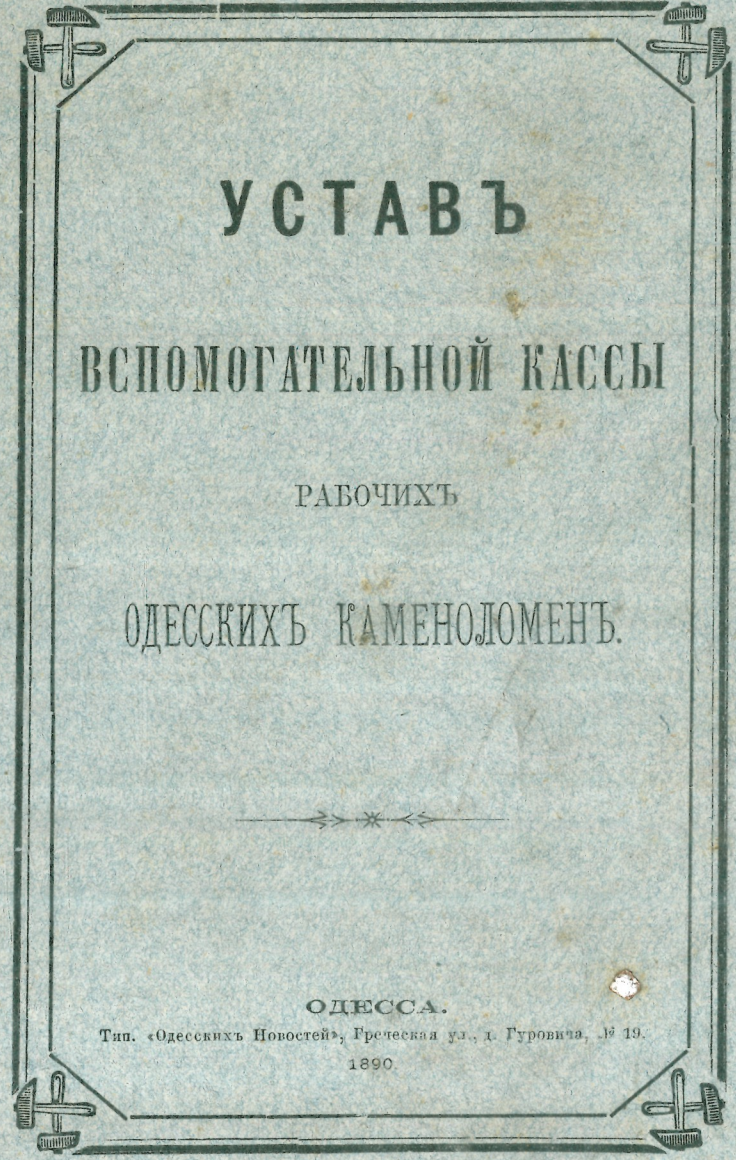 УСТАВЪ
ВСПОМОГАТЕЛЬНОЙ КАССЫ
РАБОЧИХЪ
ОДЕССКИХЪ КАМЕНОЛОМЕНЪ.
ОДЕССА.
Тип. «Одесскихъ Новостей», Греческая ул., д. Гуровича, № 19.
1890